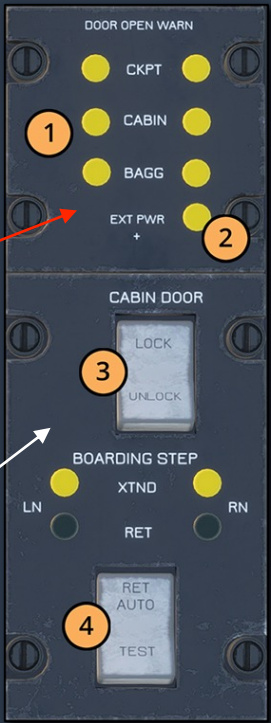 DOOR OPEN WARN
CKPT
1 CABIN
BAGG
EXT PWR
+
2
CABIN DOOR
LOCK
3
UNLOCK
BOARDING STEP
XTND
LN RN
RET
RET
AUTO
4
TEST